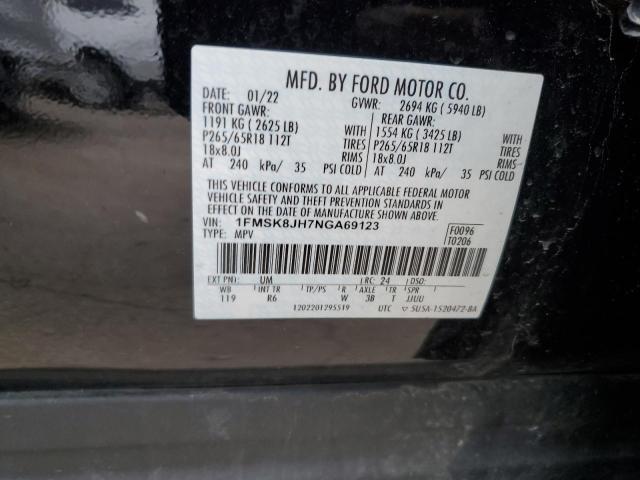 MFD. BY FORD MOTOR CO.
DATE: 01/22 GVWR: 2694 KG ( 5940 LB)
FRONT GAWR: REAR GAWR:
1191 KG ( 2625 LB) WITH 1554 KG ( 3425 LB) WITH
P265/65R18 112T TIRES P265/65R18 112T TIRES
18x8.0J RIMS 18x8.0J RIMS
AT 240 kPa/ 35 PSI COLD AT 240 kPa/ 35 PSI COLD
THIS VEHICLE CONFORMS TO ALL APPLICABLE FEDERAL MOTOR
VEHICLE SAFETY AND THEFT PREVENTION STANDARDS IN
EFFECT ON THE DATE OF MANUFACTURE SHOWN ABOVE.
VIN: 1FMSK8JH7NGA69123 F0096
TYPE: MPV T0206
EXT PNT: UM RC: 24 DSO:
WB INT TR TP/PS R AXLE TR SPR
119 R6 W 3B T JJUU
1202201295519 UTC ▽ 5U5A-1520472-BA